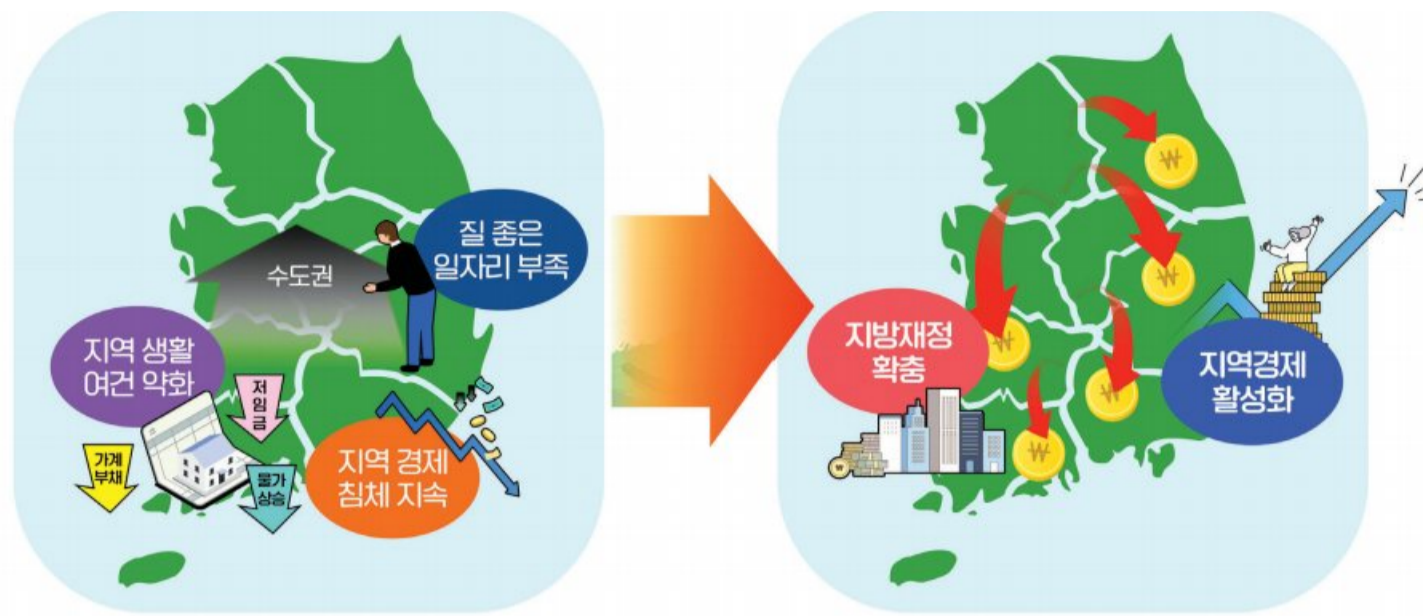 질 좋은
일자리 부족
수도권
지역 생활
여건 약화
저
임
금
가계
부채
물가
상승
지역 경제
침체 지속
지방재정
확충
지역경제
활성화
₩
₩
₩
₩
₩
₩